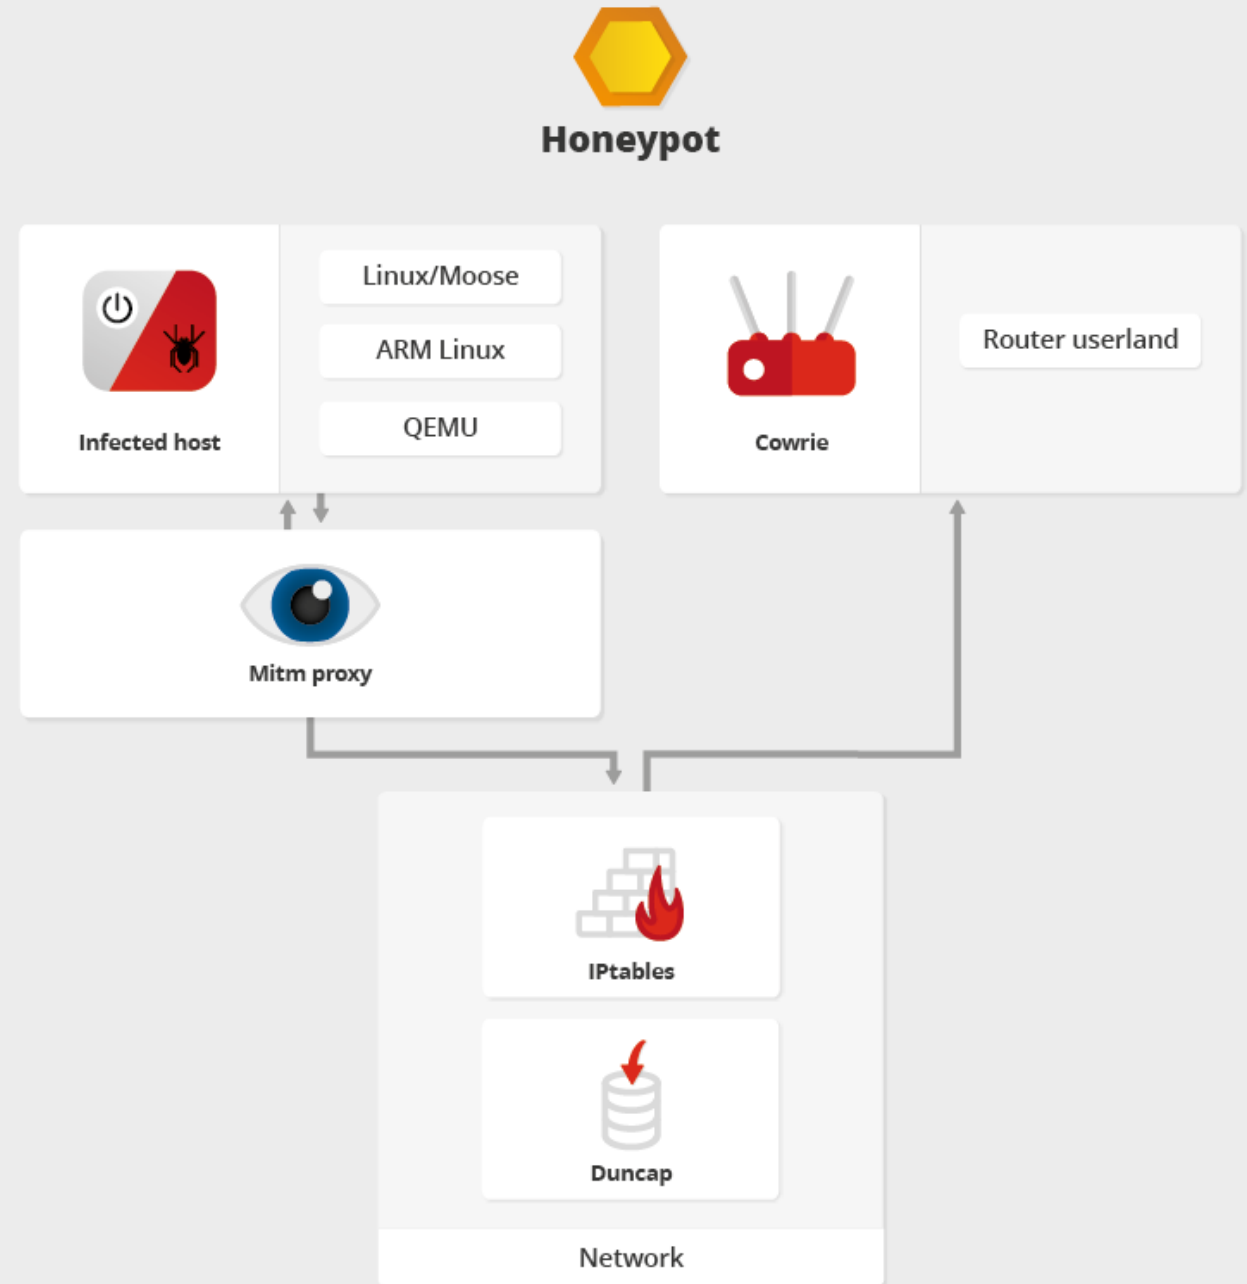 Honeypot
Linux/Moose
ARM Linux
QEMU
Infected host
Router userland
Cowrie
Mitm proxy
IPtables
Duncap
Network